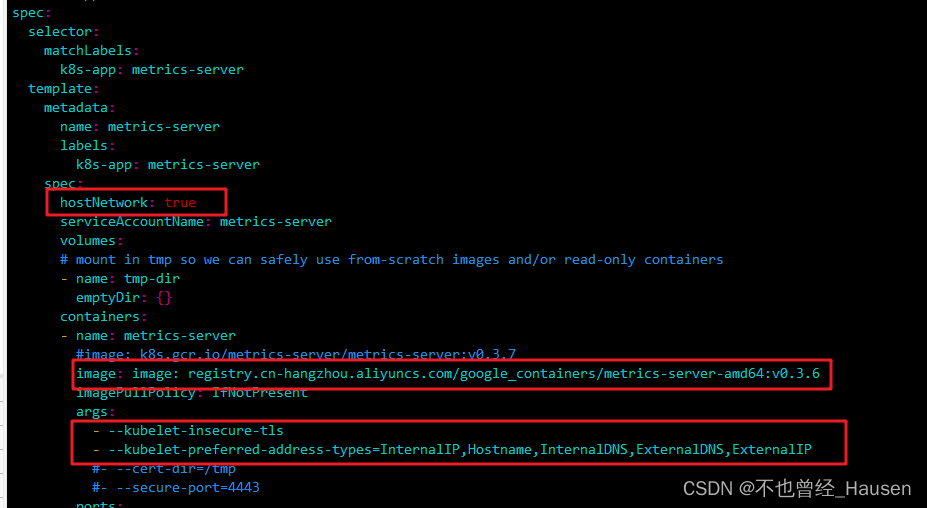 spec:
selector:
matchLabels:
k8s-app: metrics-server
template:
metadata:
name: metrics-server
labels:
k8s-app: metrics-server
spec:
hostNetwork: true
serviceAccountName: metrics-server
volumes:
# mount in tmp so we can safely use from-scratch images and/or read-only containers
- name: tmp-dir
emptyDir: {}
containers:
- name: metrics-server
#image: k8s.gcr.io/metrics-server/metrics-server:v0.3.7
image: image: registry.cn-hangzhou.aliyuncs.com/google_containers/metrics-server-amd64:v0.3.6
imagePullPolicy: IfNotPresent
args:
- --kubelet-insecure-tls
- --kubelet-preferred-address-types=InternalIP,Hostname,InternalDNS,ExternalDNS,ExternalIP
#- --cert-dir=/tmp
#- --secure-port=4443
ports:
CSDN @不也曾经_Hausen